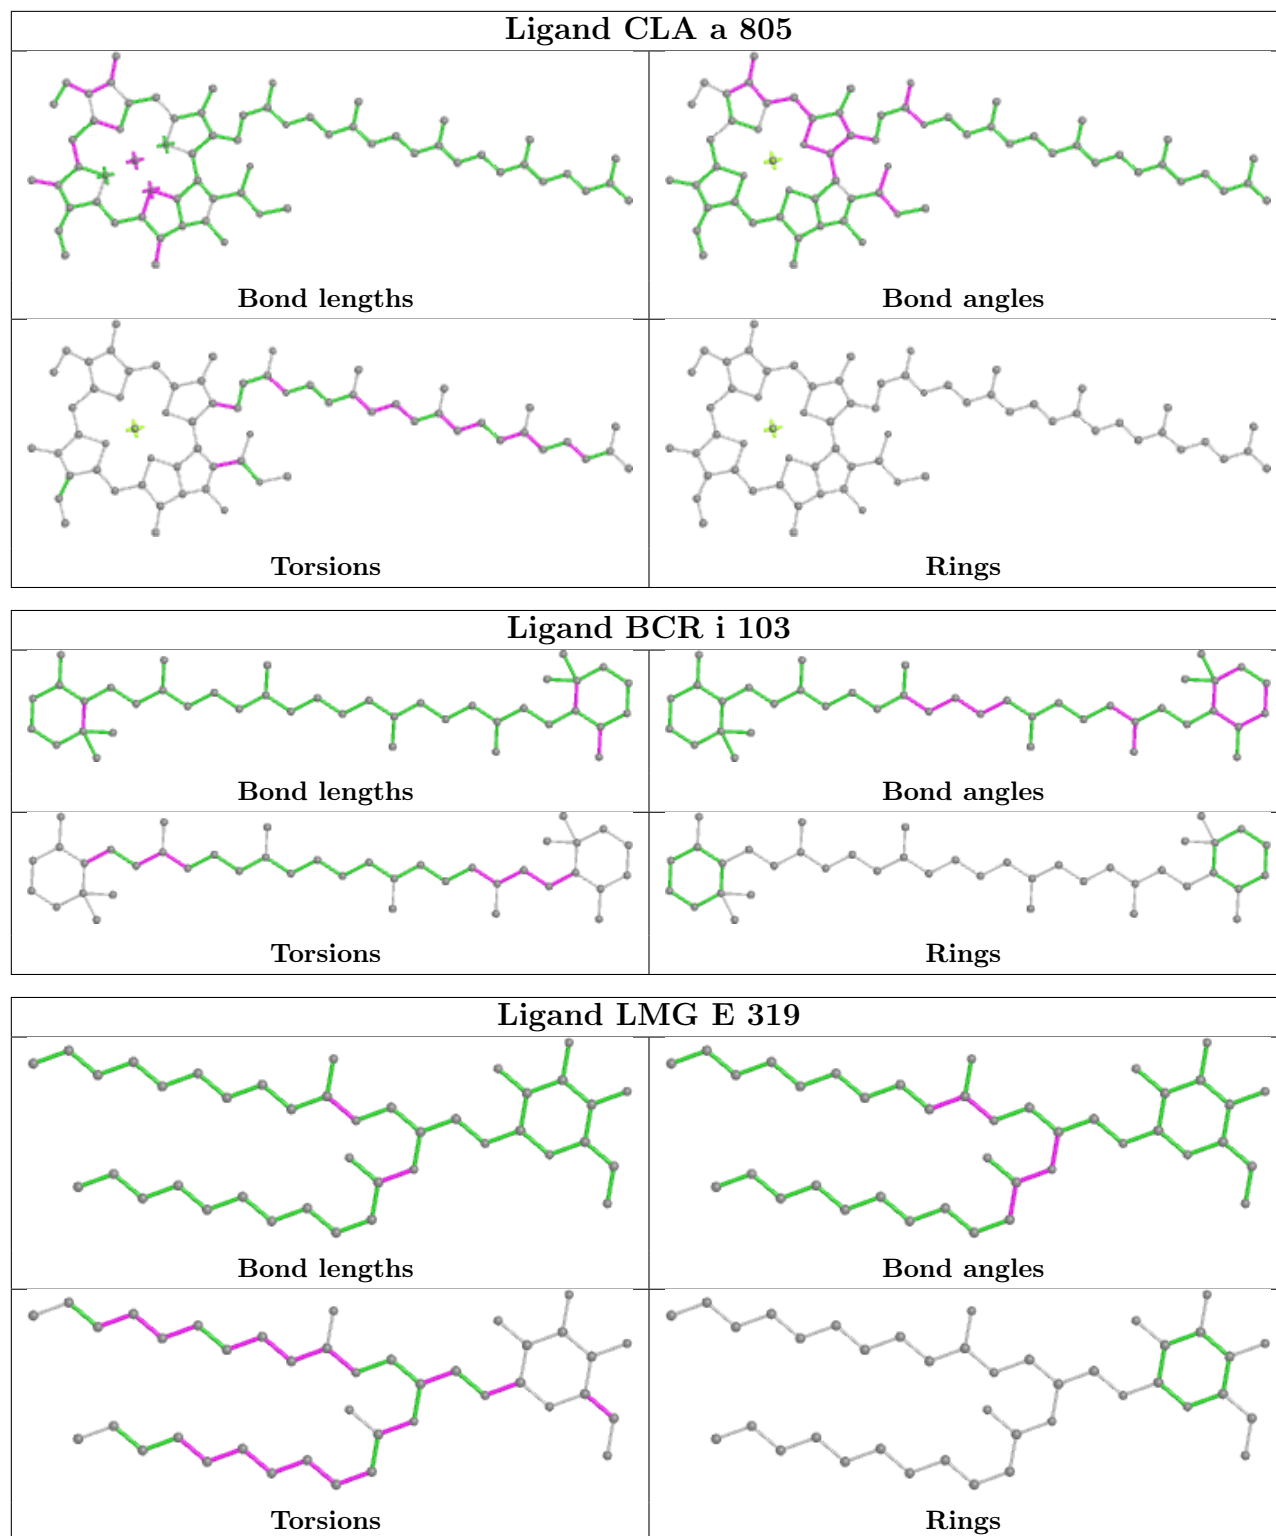 Ligand CLA a 805
Bond lengths
Bond angles
Torsions
Rings
Ligand BCR i 103
Bond lengths
Bond angles
Torsions
Rings
Ligand LMG E 319
Bond lengths
Bond angles
Torsions
Rings